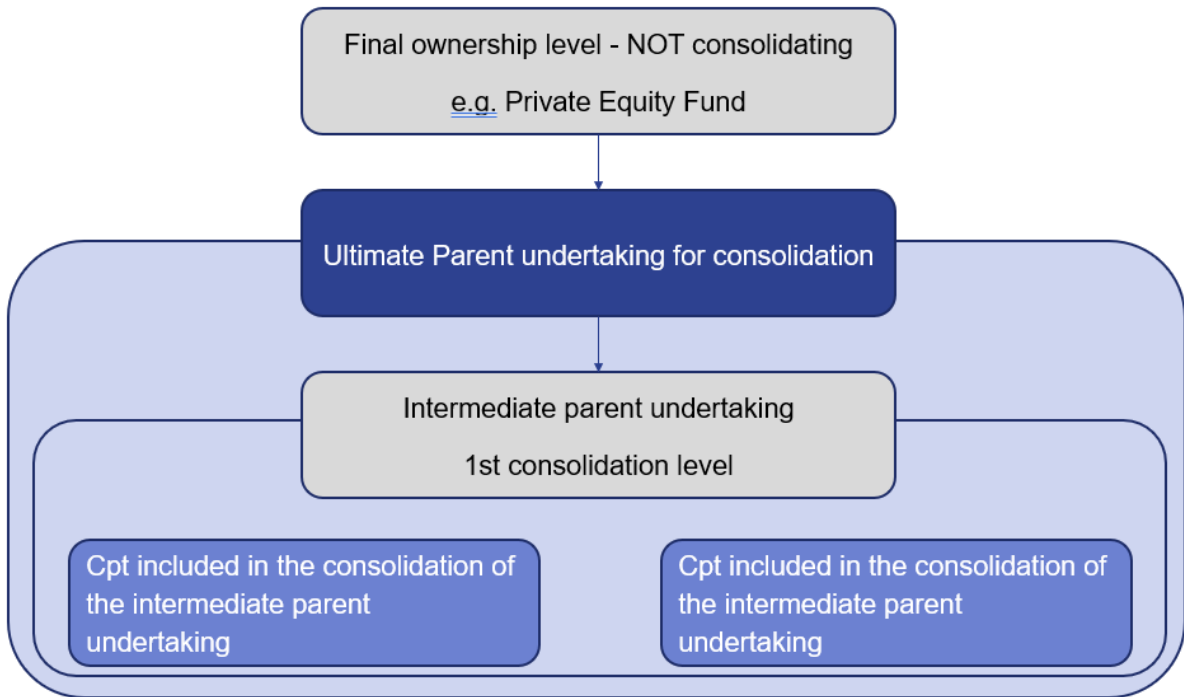 Final ownership level - NOT consolidating
e.g. Private Equity Fund
Ultimate Parent undertaking for consolidation
Intermediate parent undertaking
1st consolidation level
Cpt included in the consolidation of
the intermediate parent
undertaking
Cpt included in the consolidation of
the intermediate parent
undertaking